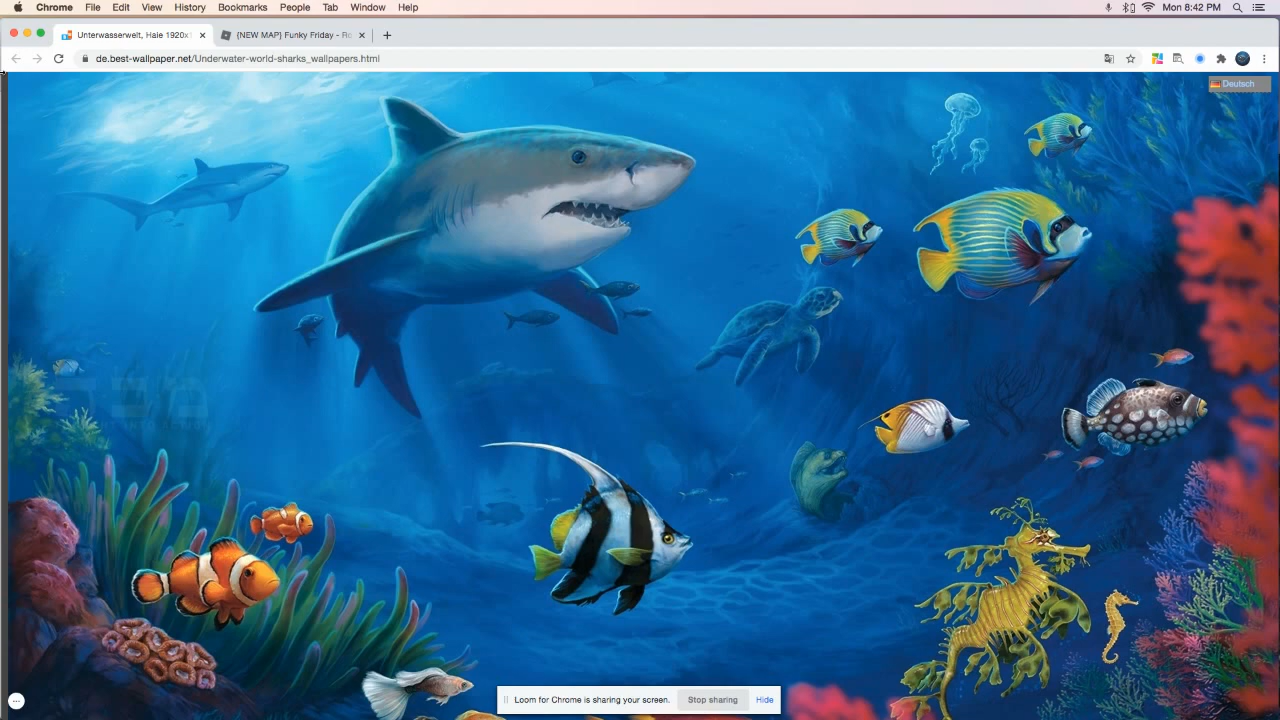 Chrome File Edit View History Bookmarks People Tab Window Help Mon 8:42 PM
Unterwasserwelt, Haie 1920x (NEW MAP) Funky Friday - Ro
de.best-wallpaper.net/Underwater-world-sharks_wallpapers.html
Deutsch
Loom for Chrome is sharing your screen. Stop sharing Hide